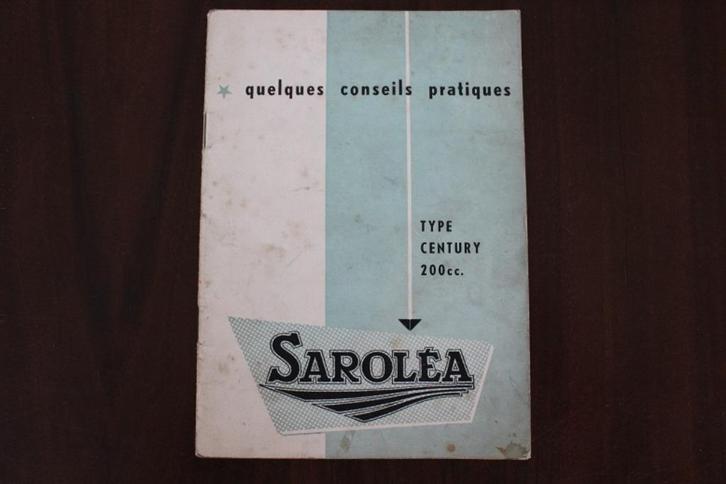 quelques conseils pratiques
TYPE
CENTURY
200cc.
SAROLÉA